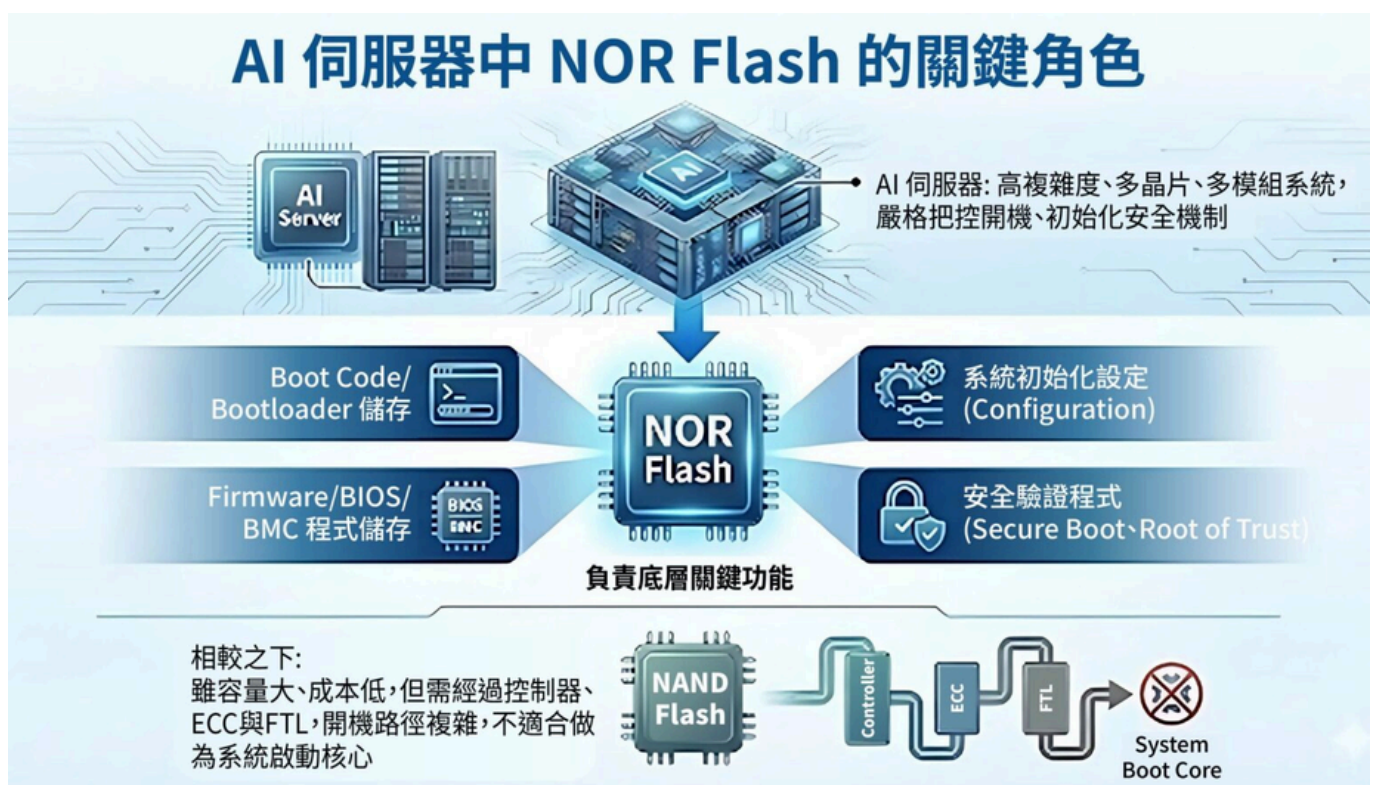 AI 伺服器中 NOR Flash 的關鍵角色
AI
Server
AI
AI 伺服器: 高複雜度、多晶片、多模組系統,
嚴格把控開機、初始化安全機制
Boot Code/
Bootloader 儲存
系統初始化設定
(Configuration)
NOR
Flash
Firmware/BIOS/
BMC 程式儲存
安全驗證程式
(Secure Boot、Root of Trust)
負責底層關鍵功能
相較之下:
雖容量大、成本低,但需經過控制器、
ECC與FTL,開機路徑複雜,不適合做
為系統啟動核心
NAND
Flash
Controller
ECC
FTL
System
Boot Core